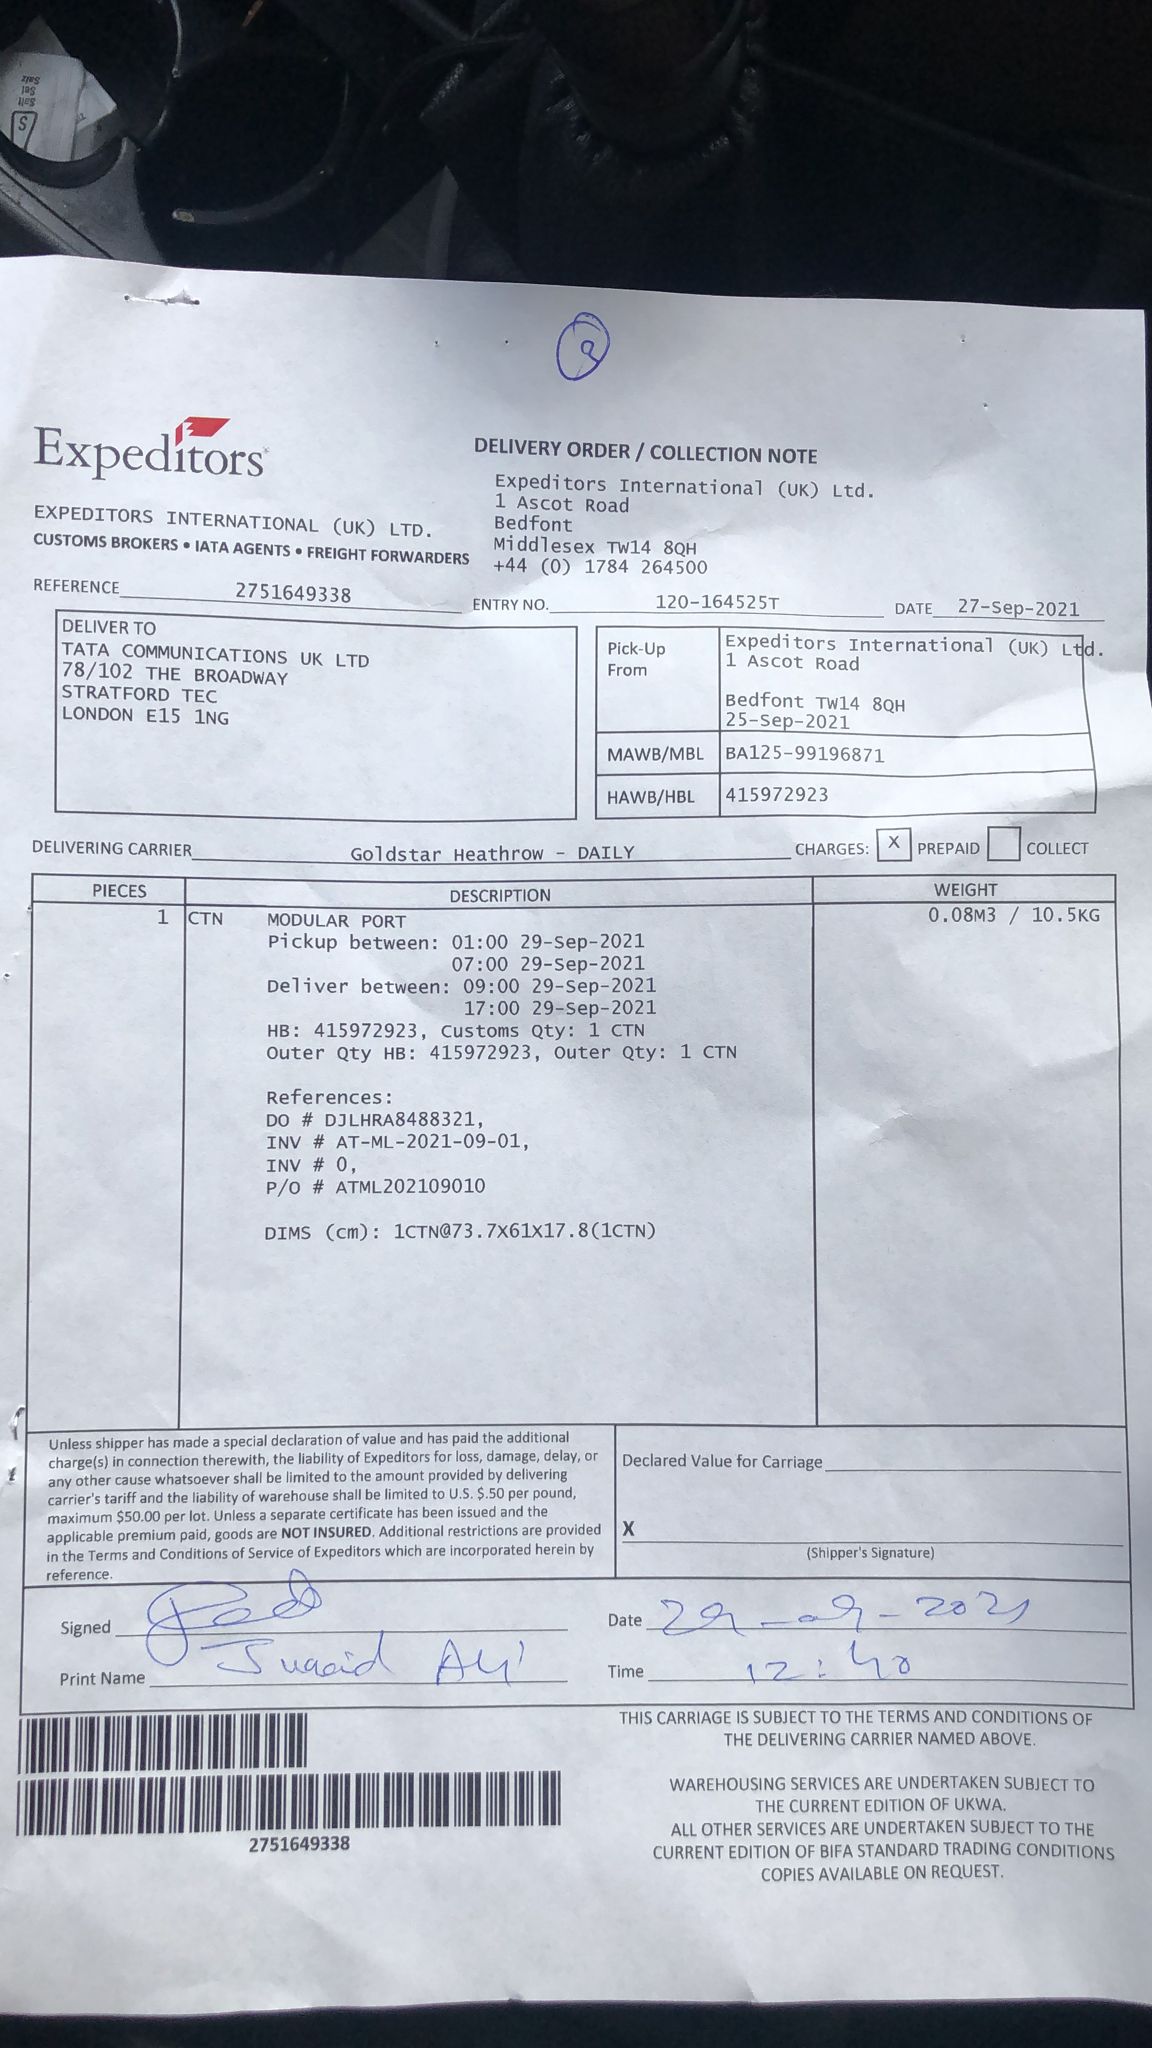 Salz
Sel
Salt
S
9
Expeditors
DELIVERY ORDER / COLLECTION NOTE
Expeditors International (UK) Ltd.
1 Ascot Road
Bedfont
Middlesex TW14 8QH
+44 (0) 1784 264500
EXPEDITORS INTERNATIONAL (UK) LTD.
CUSTOMS BROKERS • IATA AGENTS • FREIGHT FORWARDERS
REFERENCE 2751649338 ENTRY NO. 120-164525T DATE 27-Sep-2021
DELIVER TO
TATA COMMUNICATIONS UK LTD
78/102 THE BROADWAY
STRATFORD TEC
LONDON E15 1NG
Pick-Up From
Expeditors International (UK) Ltd.
1 Ascot Road
Bedfont TW14 8QH
25-Sep-2021
MAWB/MBL BA125-99196871
HAWB/HBL 415972923
DELIVERING CARRIER Goldstar Heathrow - DAILY CHARGES: X PREPAID COLLECT
PIECES DESCRIPTION WEIGHT
1 CTN MODULAR PORT 0.08M3 / 10.5KG
Pickup between: 01:00 29-Sep-2021
07:00 29-Sep-2021
Deliver between: 09:00 29-Sep-2021
17:00 29-Sep-2021
HB: 415972923, Customs Qty: 1 CTN
Outer Qty HB: 415972923, Outer Qty: 1 CTN
References:
DO # DJLHRA8488321,
INV # AT-ML-2021-09-01,
INV # 0,
P/O # ATML202109010
DIMS (cm): 1CTN@73.7X61X17.8(1CTN)
Unless shipper has made a special declaration of value and has paid the additional
charge(s) in connection therewith, the liability of Expeditors for loss, damage, delay, or
any other cause whatsoever shall be limited to the amount provided by delivering
carrier's tariff and the liability of warehouse shall be limited to U.S. $.50 per pound,
maximum $50.00 per lot. Unless a separate certificate has been issued and the
applicable premium paid, goods are NOT INSURED. Additional restrictions are provided
in the Terms and Conditions of Service of Expeditors which are incorporated herein by
reference.
Declared Value for Carriage
X
(Shipper's Signature)
Signed
Date 29-09-2021
Print Name Junaid Ali
Time 12:40
THIS CARRIAGE IS SUBJECT TO THE TERMS AND CONDITIONS OF
THE DELIVERING CARRIER NAMED ABOVE.
2751649338
WAREHOUSING SERVICES ARE UNDERTAKEN SUBJECT TO
THE CURRENT EDITION OF UKWA.
ALL OTHER SERVICES ARE UNDERTAKEN SUBJECT TO THE
CURRENT EDITION OF BIFA STANDARD TRADING CONDITIONS
COPIES AVAILABLE ON REQUEST.